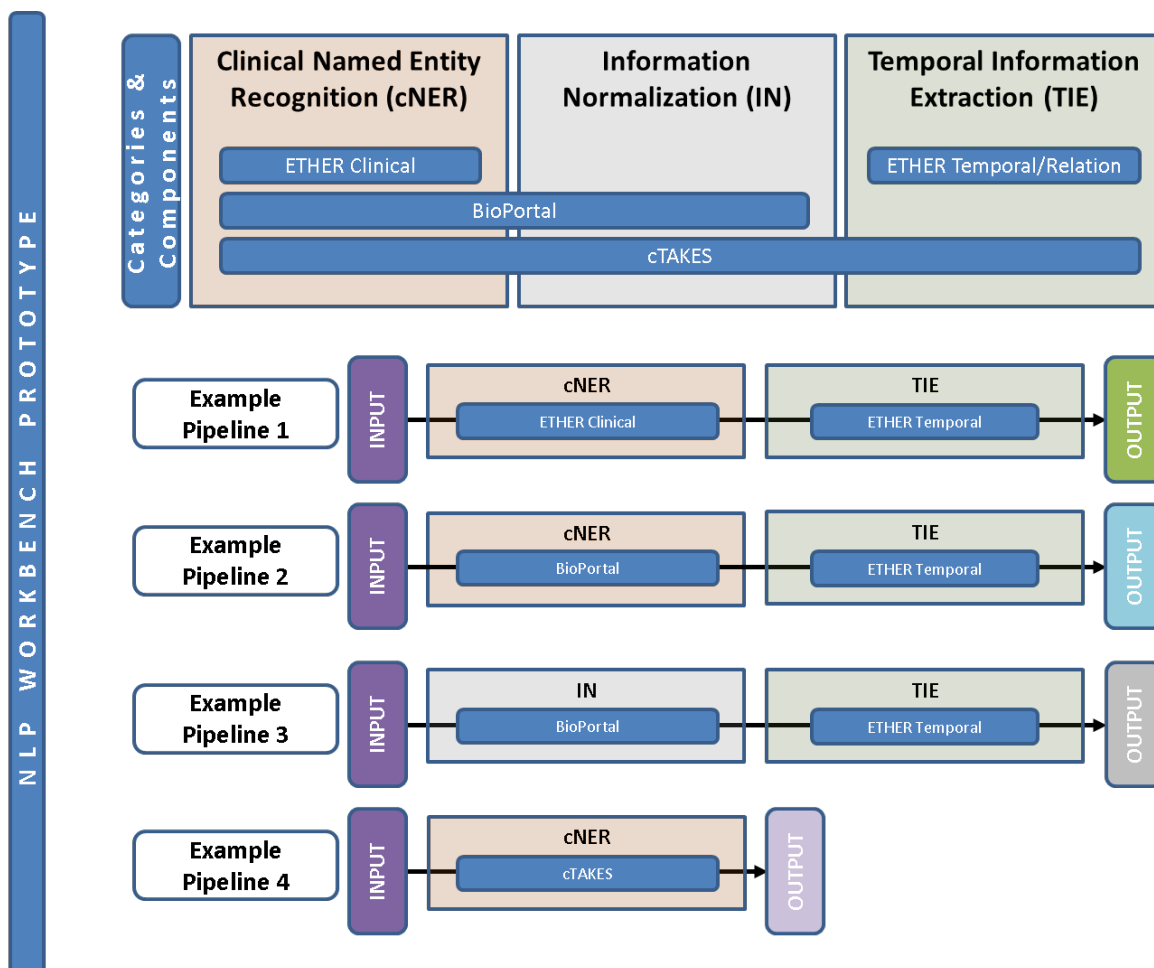 NLP WORKBENCH PROTOTYPE
Categories &
Components
Clinical Named Entity
Recognition (cNER)
Information
Normalization (IN)
Temporal Information
Extraction (TIE)
ETHER Clinical
ETHER Temporal/Relation
BioPortal
cTAKES
Example
Pipeline 1
INPUT
cNER
ETHER Clinical
TIE
ETHER Temporal
OUTPUT
Example
Pipeline 2
INPUT
cNER
BioPortal
TIE
ETHER Temporal
OUTPUT
Example
Pipeline 3
INPUT
IN
BioPortal
TIE
ETHER Temporal
OUTPUT
Example
Pipeline 4
INPUT
cNER
cTAKES
OUTPUT